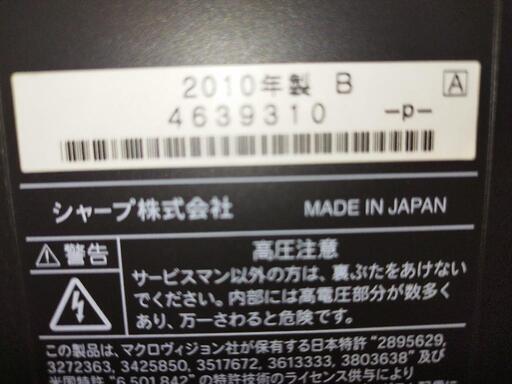 2010年製 B A
4639310 -p-
シャープ株式会社 MADE IN JAPAN
⚠警告 高圧注意
サービスマン以外の方は、裏ぶたをあけない
でください。内部には高電圧部分が数多く
あり、万一さわると危険です。
この製品は、マクロヴィジョン社が保有する日本特許 "2895629,
3272363, 3425850, 3517672, 3613333, 3803638" 及び
米国特許 "6,501,842" の特許技術のライセンス供与により